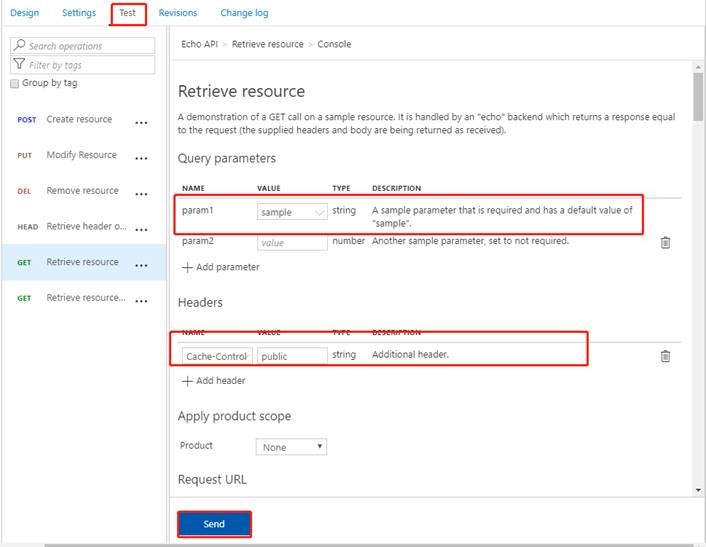 Design Settings Test Revisions Change log
Search operations
Filter by tags
Group by tag
POST Create resource ...
PUT Modify Resource ...
DEL Remove resource ...
HEAD Retrieve header o... ...
GET Retrieve resource ...
GET Retrieve resource... ...
Echo API > Retrieve resource > Console
Retrieve resource
A demonstration of a GET call on a sample resource. It is handled by an "echo" backend which returns a response equal
to the request (the supplied headers and body are being returned as received).
Query parameters
NAME VALUE TYPE DESCRIPTION
param1 sample string A sample parameter that is required and has a default value of
"sample".
param2 value number Another sample parameter, set to not required.
+ Add parameter
Headers
NAME VALUE TYPE DESCRIPTION
Cache-Control public string Additional header.
+ Add header
Apply product scope
Product None
Request URL
Send